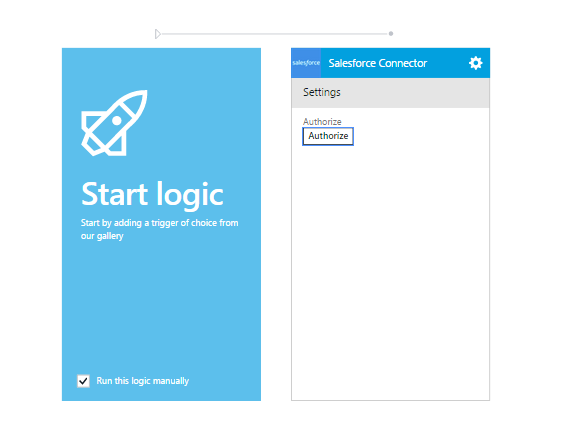 salesforce
Salesforce Connector
Settings
Authorize
Authorize
Start logic
Start by adding a trigger of choice from
our gallery
Run this logic manually